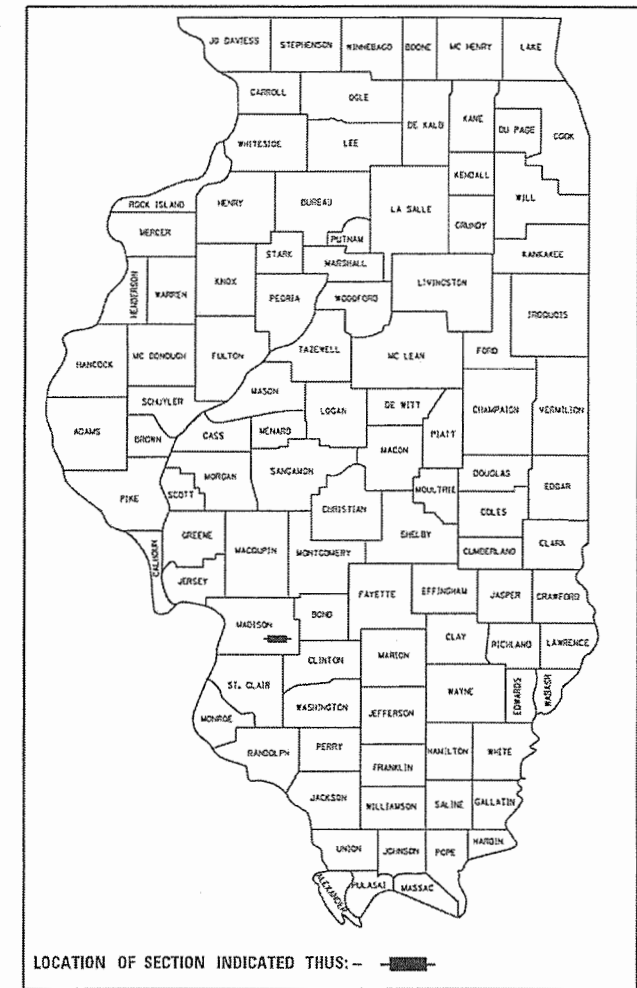 JO DAVIESS STEPHENSON WINNEBAGO BOONE MC HENRY LAKE
CARROLL OGLE DE KALB KANE DU PAGE COOK
WHITESIDE LEE
KENDALL
ROCK ISLAND HENRY BUREAU LA SALLE WILL
MERCER PUTNAM GRUNDY
STARK MARSHALL KANKAKEE
HENDERSON WARREN KNOX PEORIA WOODFORD LIVINGSTON
IROQUOIS
HANCOCK MC DONOUGH FULTON TAZEWELL MC LEAN FORD
MASON
SCHUYLER LOGAN DE WITT CHAMPAIGN VERMILION
ADAMS BROWN CASS MENARD MACON PIATT
MORGAN SANGAMON DOUGLAS
PIKE SCOTT CHRISTIAN MOULTRIE EDGAR
COLES
CALHOUN GREENE MACOUPIN MONTGOMERY SHELBY CUMBERLAND CLARK
JERSEY
FAYETTE EFFINGHAM JASPER CRAWFORD
MADISON BOND
CLAY RICHLAND LAWRENCE
CLINTON MARION
ST. CLAIR WAYNE EDWARDS WABASH
MONROE WASHINGTON JEFFERSON
RANDOLPH PERRY HAMILTON WHITE
FRANKLIN
JACKSON WILLIAMSON SALINE GALLATIN
UNION JOHNSON POPE HARDIN
ALEXANDER PULASKI MASSAC
LOCATION OF SECTION INDICATED THUS: -